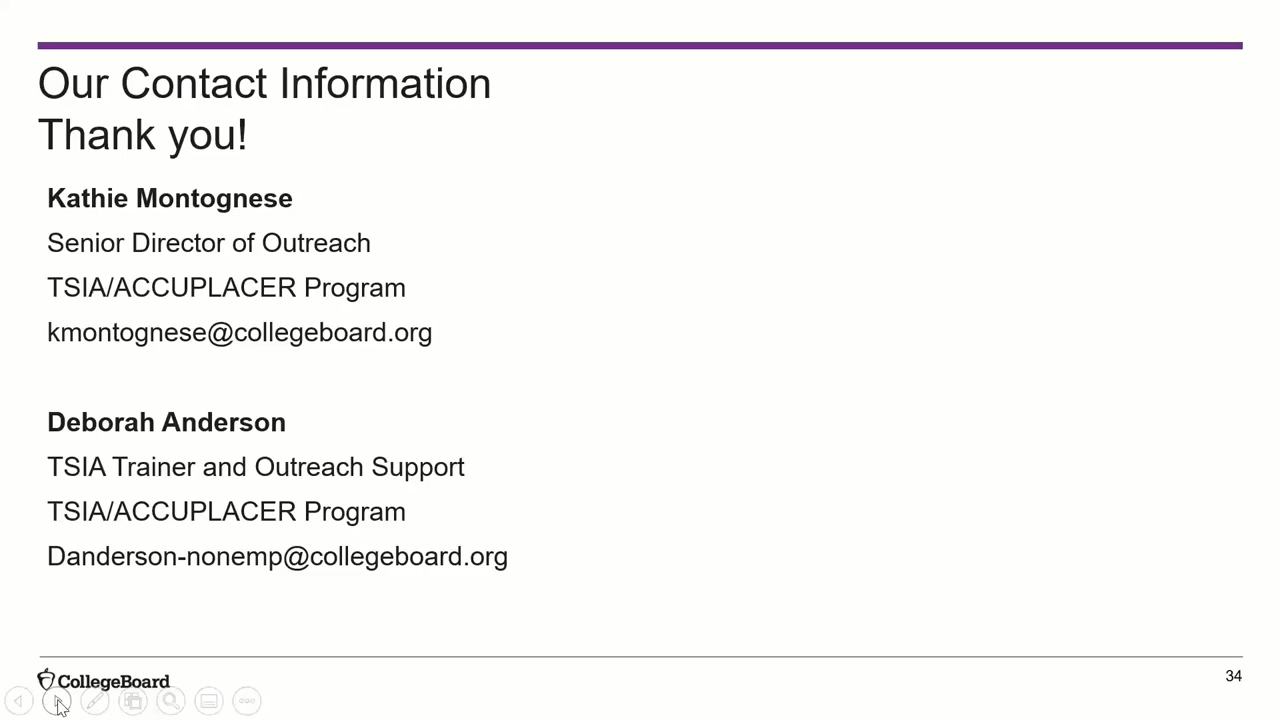 Our Contact Information
Thank you!
Kathie Montognese
Senior Director of Outreach
TSIA/ACCUPLACER Program
kmontognese@collegeboard.org
Deborah Anderson
TSIA Trainer and Outreach Support
TSIA/ACCUPLACER Program
Danderson-nonemp@collegeboard.org
CollegeBoard
34